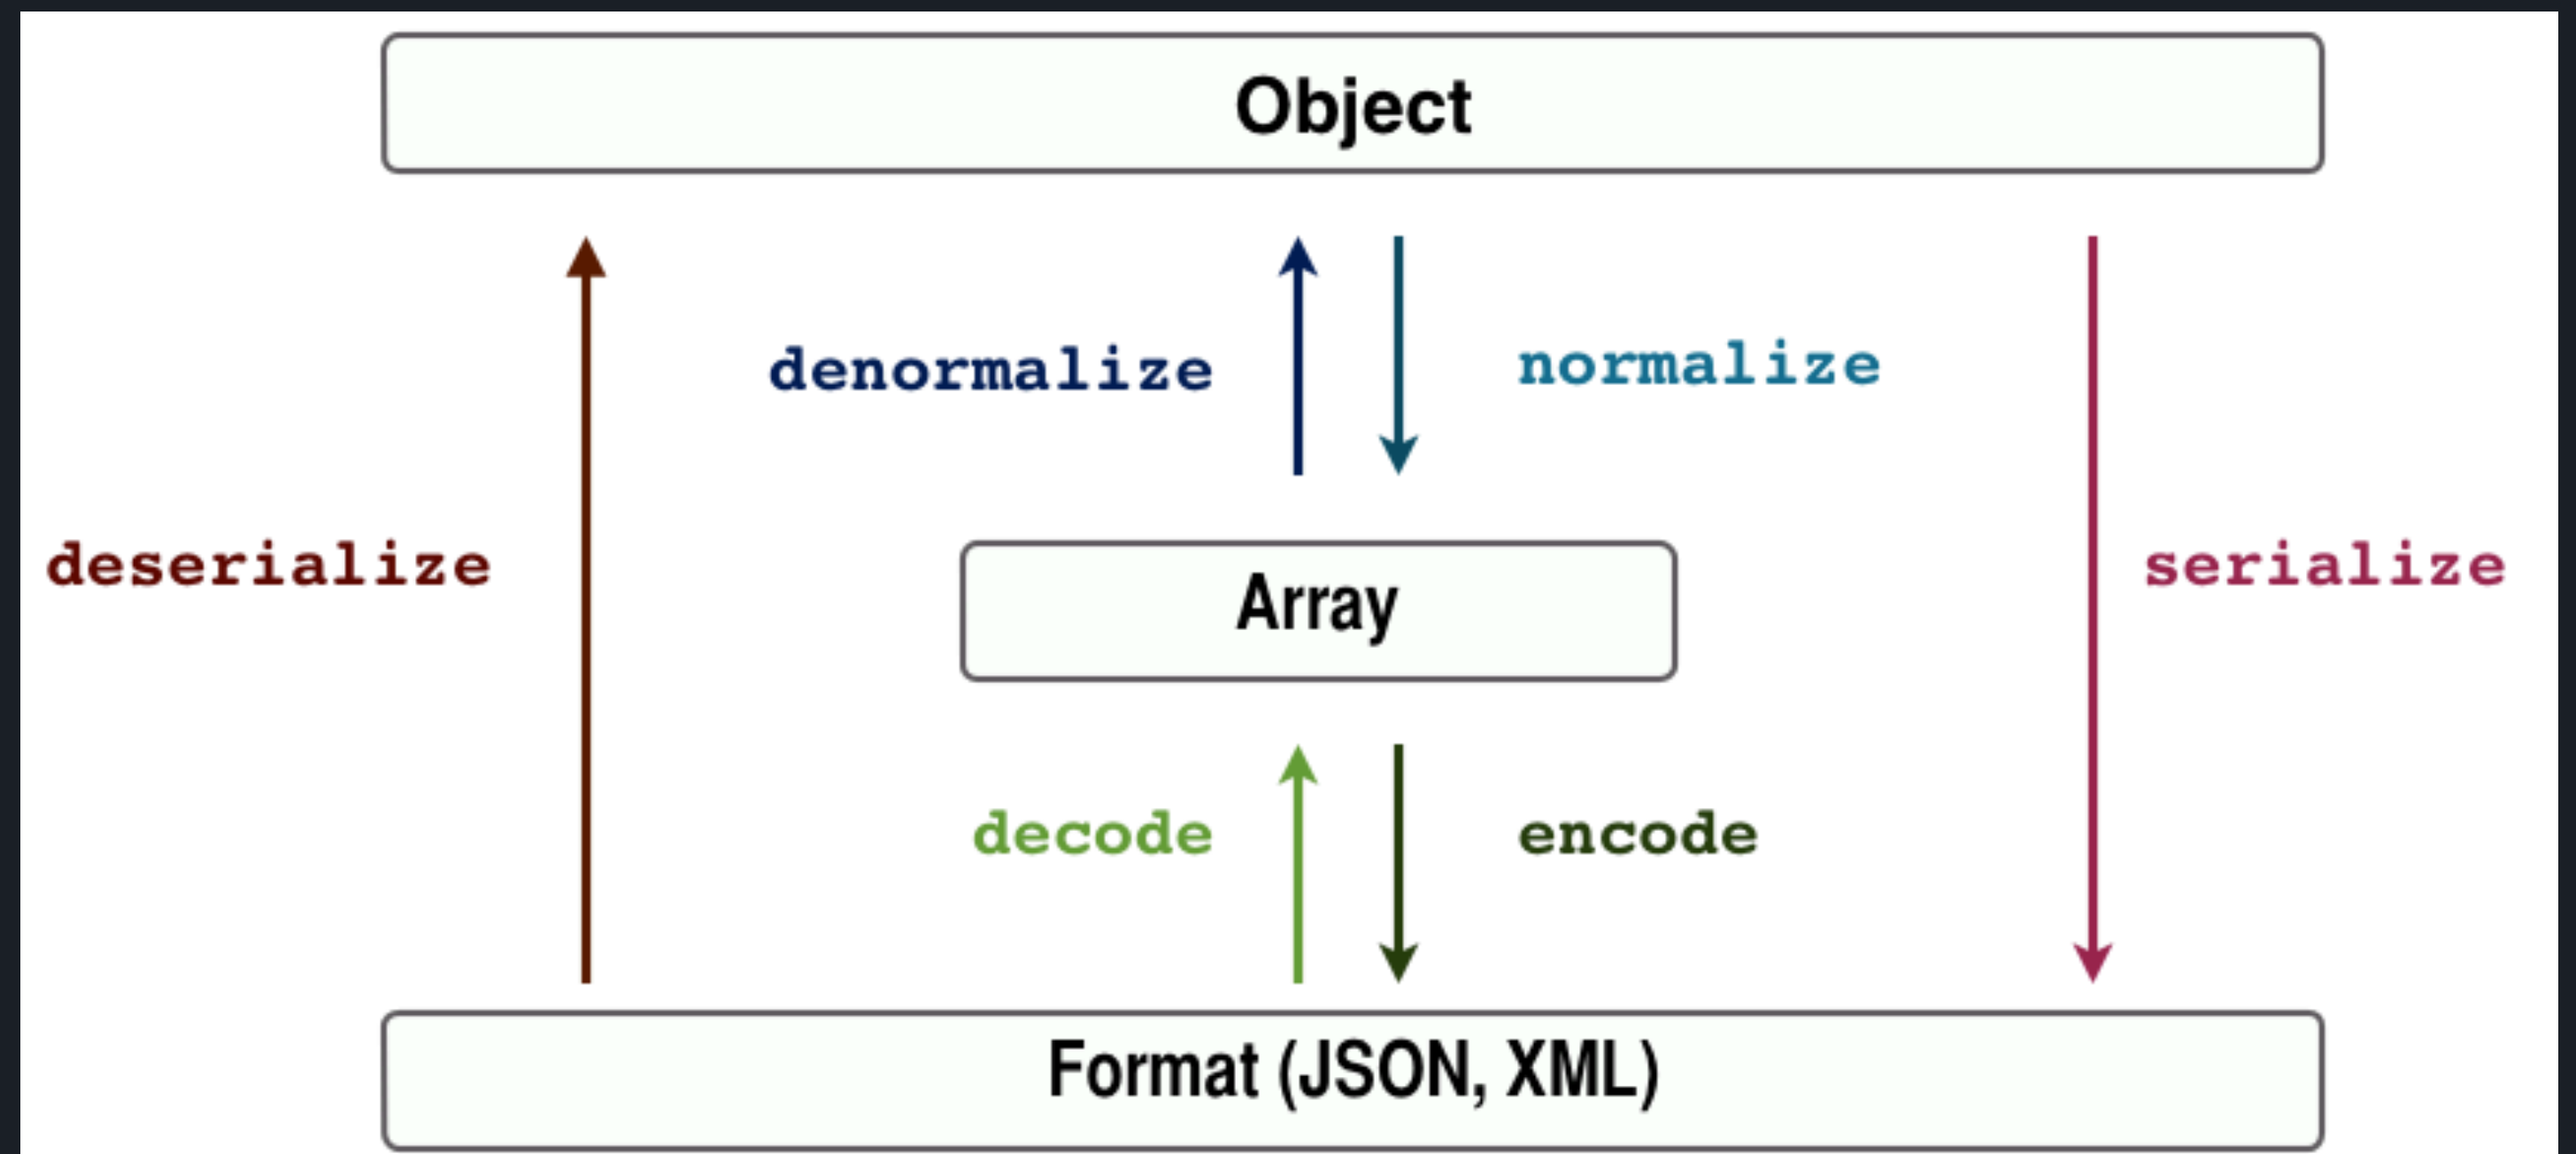 Object
denormalize
normalize
deserialize
Array
serialize
decode
encode
Format (JSON, XML)